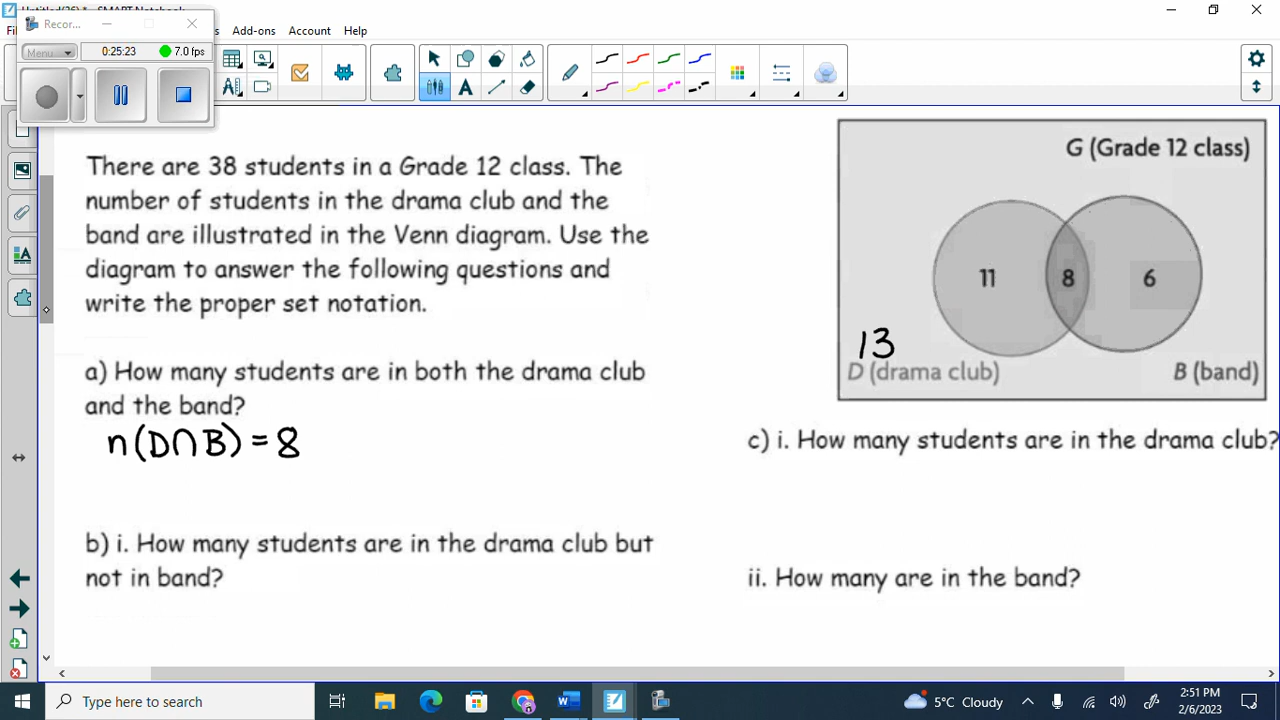 Recor...
Menu
0:25:23
7.0 fps
Add-ons Account Help
There are 38 students in a Grade 12 class. The
number of students in the drama club and the
band are illustrated in the Venn diagram. Use the
diagram to answer the following questions and
write the proper set notation.
a) How many students are in both the drama club
and the band?
n(D∩B) = 8
b) i. How many students are in the drama club but
not in band?
G (Grade 12 class)
11 8 6
13
D (drama club) B (band)
c) i. How many students are in the drama club?
ii. How many are in the band?
Type here to search
5°C Cloudy
2:51 PM
2/6/2023